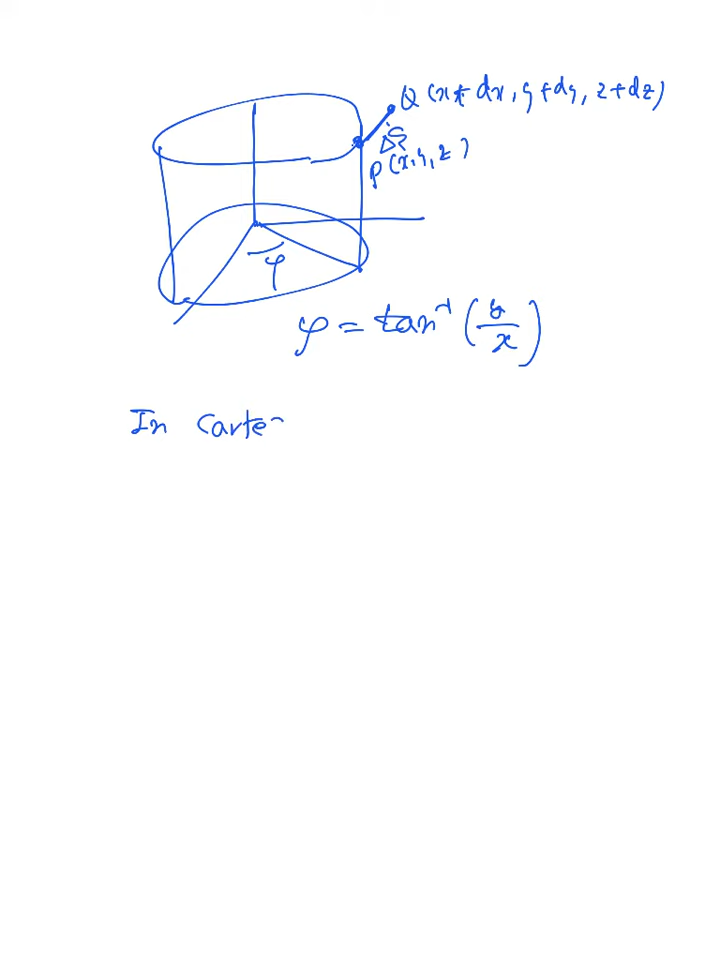 Q (x+dx, y+dy, z+dz)
P(x, y, z)
φ
φ = tan⁻¹ (y/x)
In Carte